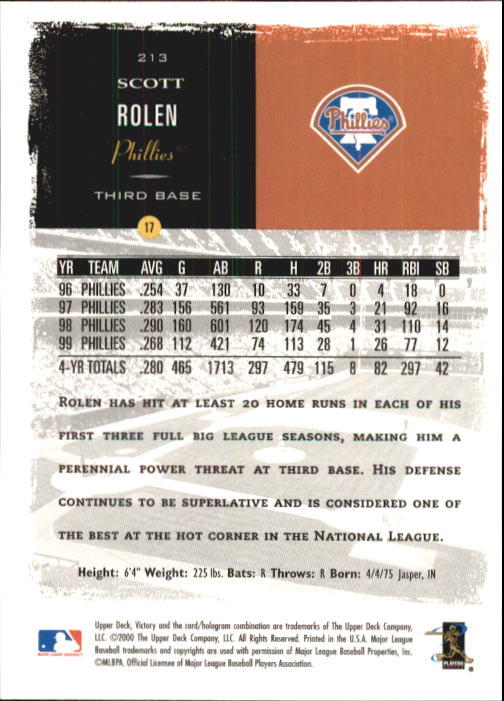 213
SCOTT
ROLEN
Phillies
THIRD BASE
Phillies
17
YR TEAM AVG G AB R H 2B 3B HR RBI SB
96 PHILLIES .254 37 130 10 33 7 0 4 18 0
97 PHILLIES .283 156 561 93 159 35 3 21 92 16
98 PHILLIES .290 160 601 120 174 45 4 31 110 14
99 PHILLIES .268 112 421 74 113 28 1 26 77 12
4-YR TOTALS .280 465 1713 297 479 115 8 82 297 42
ROLEN HAS HIT AT LEAST 20 HOME RUNS IN EACH OF HIS
FIRST THREE FULL BIG LEAGUE SEASONS, MAKING HIM A
PERENNIAL POWER THREAT AT THIRD BASE. HIS DEFENSE
CONTINUES TO BE SUPERLATIVE AND IS CONSIDERED ONE OF
THE BEST AT THE HOT CORNER IN THE NATIONAL LEAGUE.
Height: 6'4" Weight: 225 lbs. Bats: R Throws: R Born: 4/4/75 Jasper, IN
Upper Deck, Victory and the card/hologram combination are trademarks of The Upper Deck Company,
LLC. ©2000 The Upper Deck Company, LLC. All Rights Reserved. Printed in the U.S.A. Major League
Baseball trademarks and copyrights are used with permission of Major League Baseball Properties, Inc.
©MLBPA. Official Licensee of Major League Baseball Players Association.
MAJOR LEAGUE BASEBALL
PLAYERS